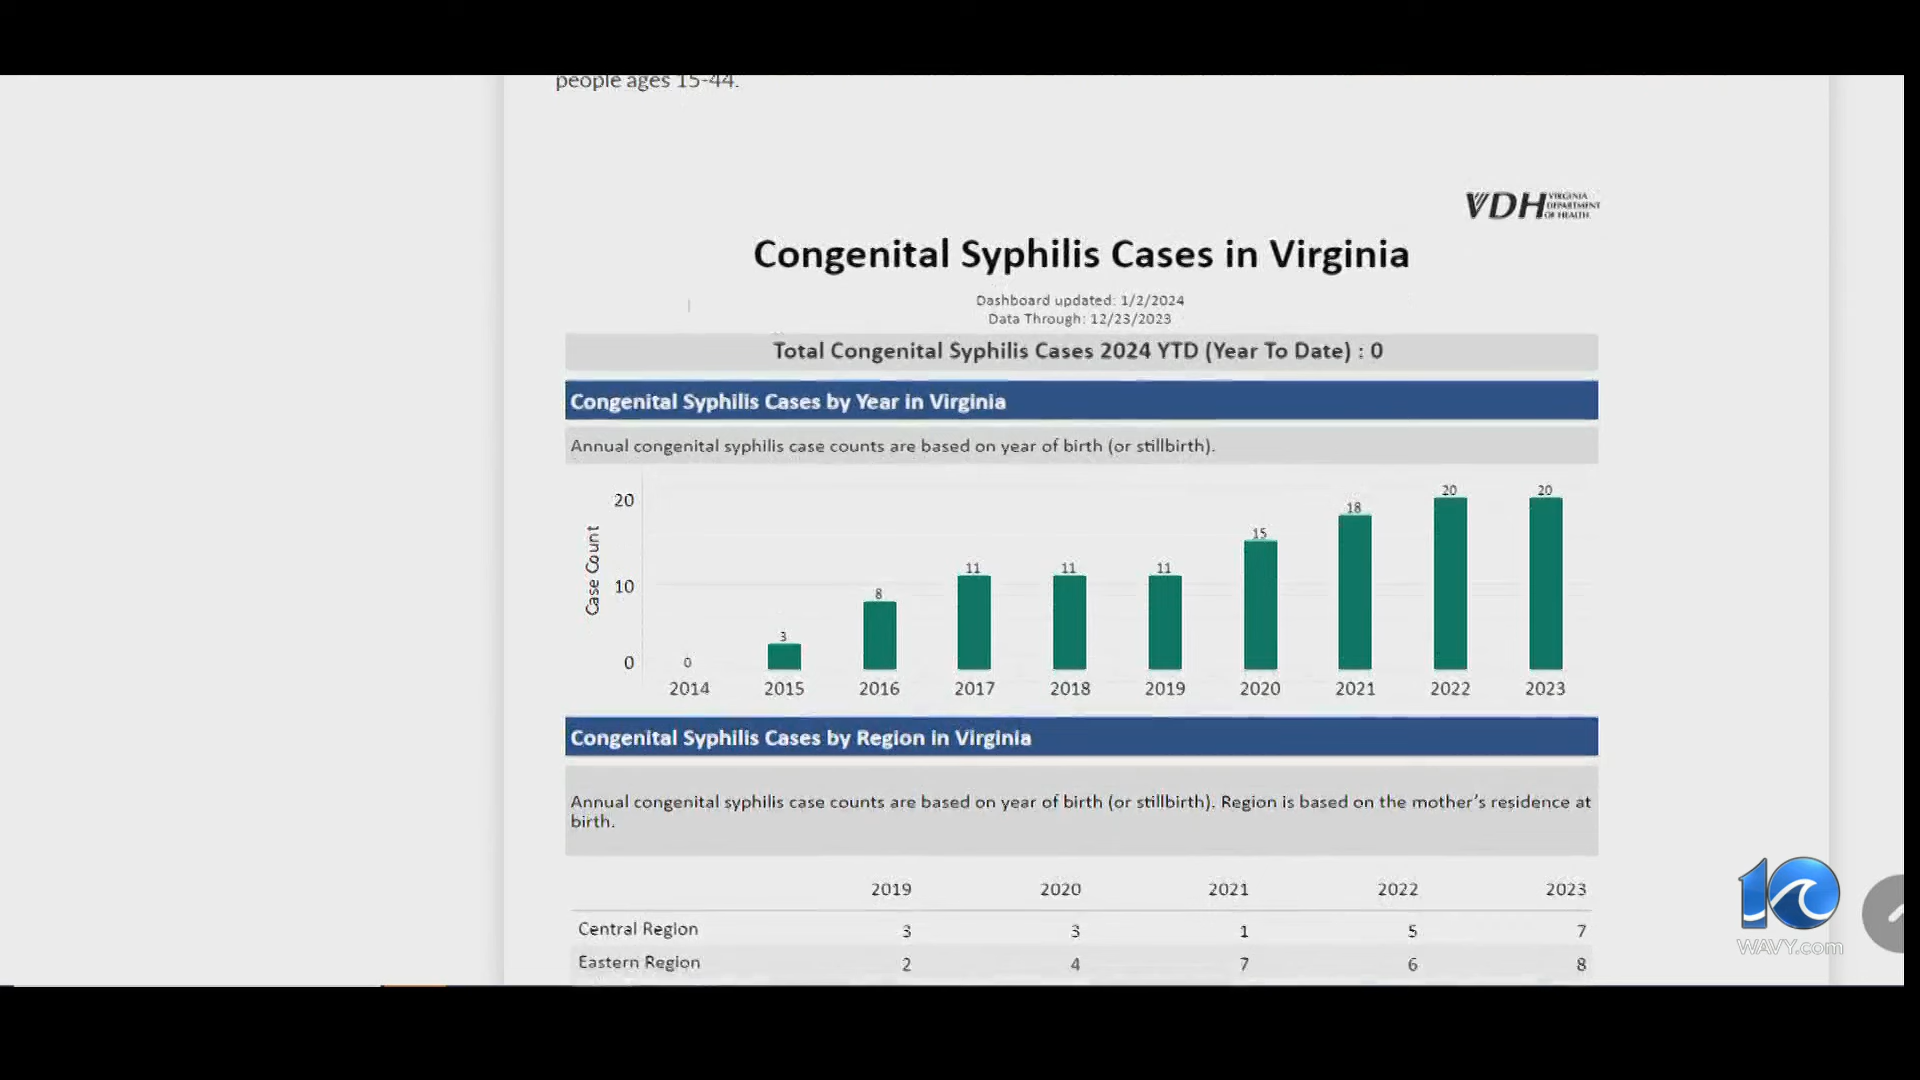 people ages 15-44.
VDH VIRGINIA
DEPARTMENT
OF HEALTH
Congenital Syphilis Cases in Virginia
Dashboard updated: 1/2/2024
Data Through: 12/23/2023
Total Congenital Syphilis Cases 2024 YTD (Year To Date) : 0
Congenital Syphilis Cases by Year in Virginia
Annual congenital syphilis case counts are based on year of birth (or stillbirth).
Case Count
20
10
0
0 3 8 11 11 11 15 18 20 20
2014 2015 2016 2017 2018 2019 2020 2021 2022 2023
Congenital Syphilis Cases by Region in Virginia
Annual congenital syphilis case counts are based on year of birth (or stillbirth). Region is based on the mother's residence at
birth.
2019 2020 2021 2022 2023
Central Region 3 3 1 5 7
Eastern Region 2 4 7 6 8
10
WAVY.com